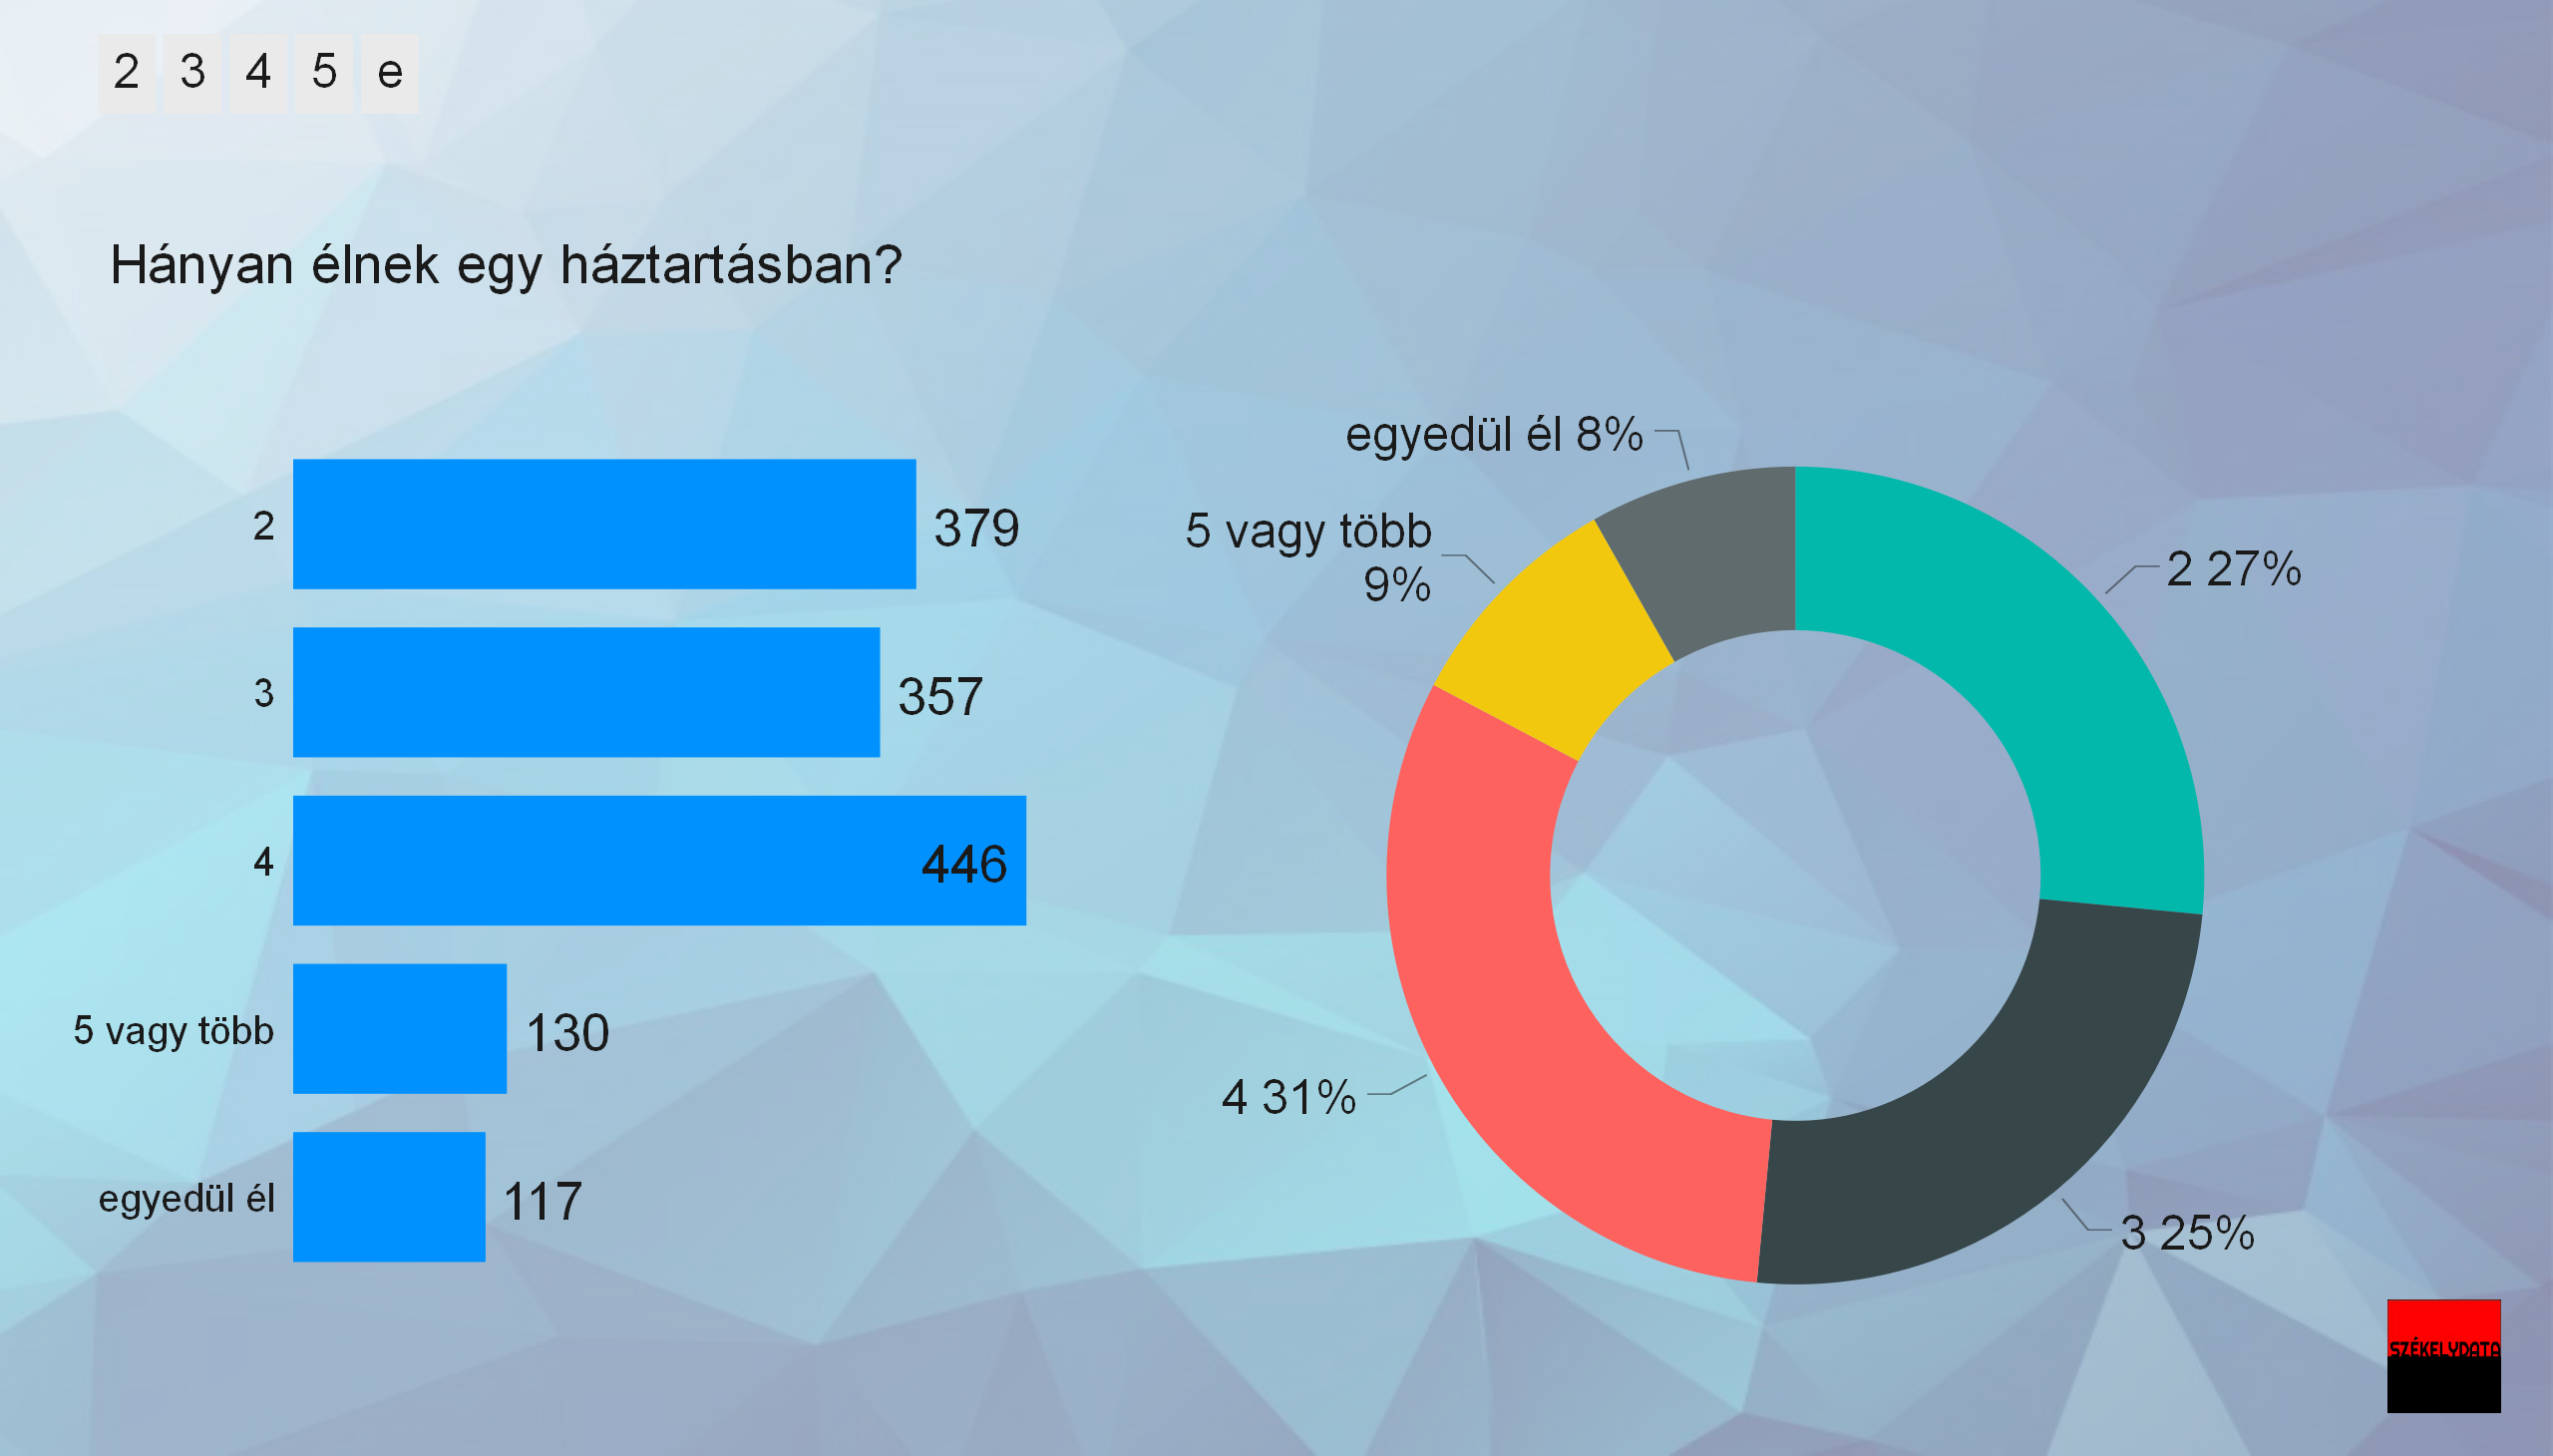 2 3 4 5 e
Hányan élnek egy háztartásban?
2 379
3 357
4 446
5 vagy több 130
egyedül él 117
egyedül él 8%
5 vagy több
9%
2 27%
4 31%
3 25%
SZÉKELYDATA